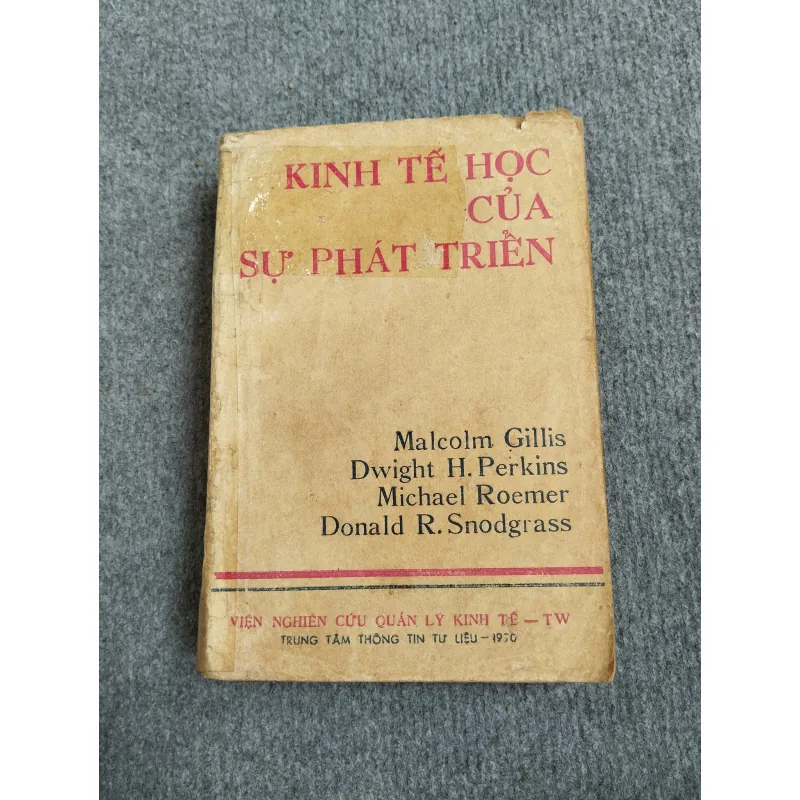 KINH TẾ HỌC
CỦA
SỰ PHÁT TRIỂN
Malcolm Gillis
Dwight H. Perkins
Michael Roemer
Donald R. Snodgrass
VIỆN NGHIÊN CỨU QUẢN LÝ KINH TẾ — TW
TRUNG TÂM THÔNG TIN TƯ LIỆU —